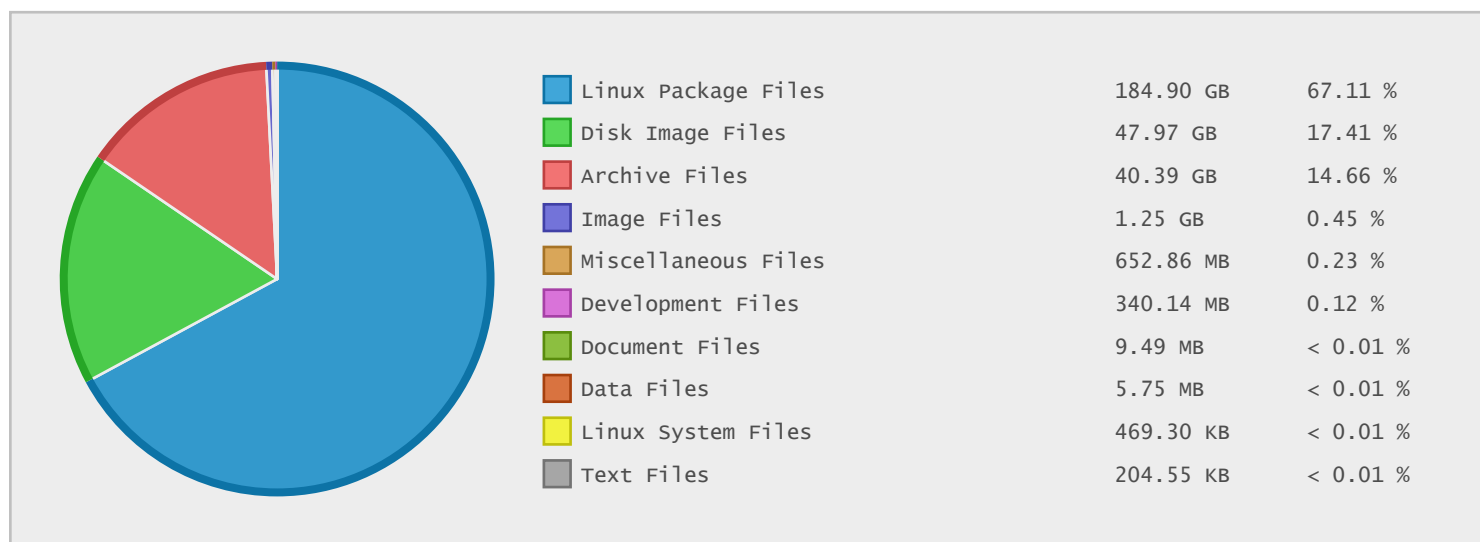 Linux Package Files 184.90 GB 67.11 %
Disk Image Files 47.97 GB 17.41 %
Archive Files 40.39 GB 14.66 %
Image Files 1.25 GB 0.45 %
Miscellaneous Files 652.86 MB 0.23 %
Development Files 340.14 MB 0.12 %
Document Files 9.49 MB < 0.01 %
Data Files 5.75 MB < 0.01 %
Linux System Files 469.30 KB < 0.01 %
Text Files 204.55 KB < 0.01 %